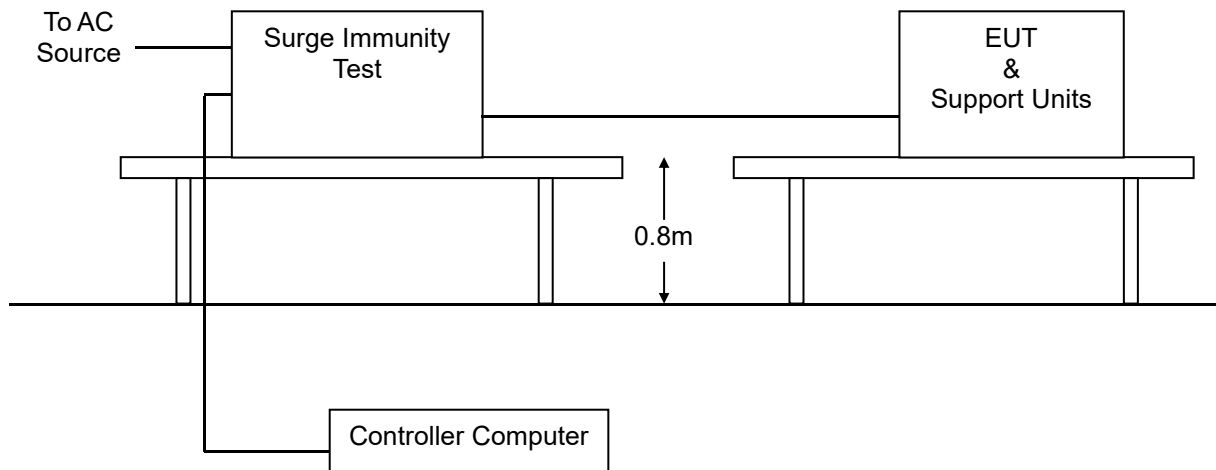 To AC
Source
Surge Immunity
Test
EUT
&
Support Units
0.8m
Controller Computer